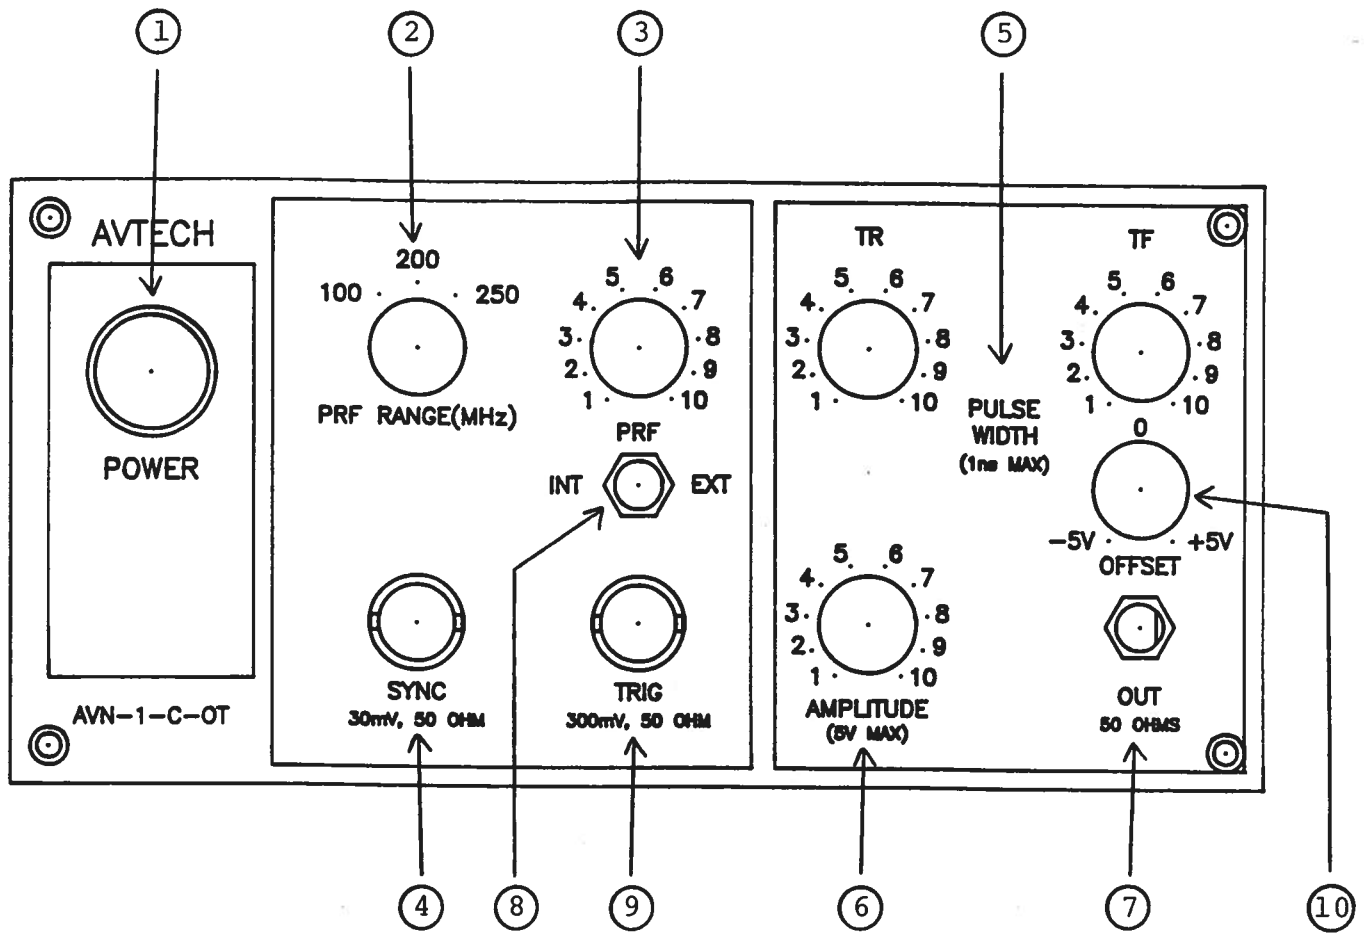 1
2
3
5
AVTECH
POWER
AVN-1-C-OT
200
100 250
PRF RANGE(MHz)
5 6
4 7
3 8
2 9
1 10
PRF
INT EXT
SYNC
30mV, 50 OHM
TRIG
300mV, 50 OHM
TR
5 6
4 7
3 8
2 9
1 10
PULSE
WIDTH
(1ns MAX)
TF
5 6
4 7
3 8
2 9
1 10
0
-5V +5V
OFFSET
5 6
4 7
3 8
2 9
1 10
AMPLITUDE
(5V MAX)
OUT
50 OHMS
4
8
9
6
7
10